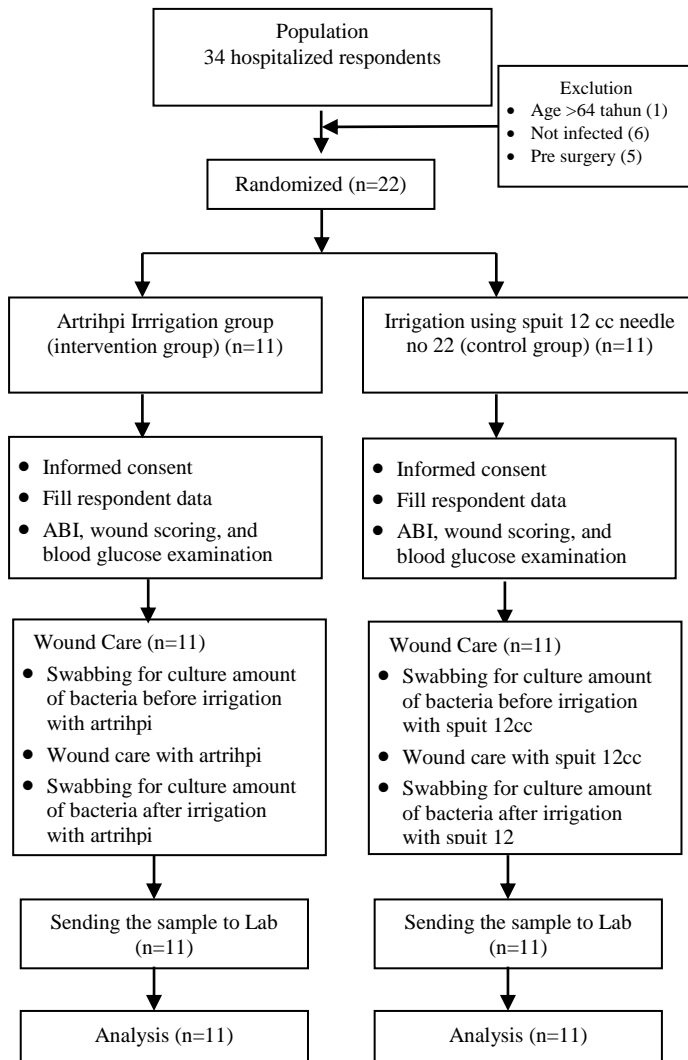 Population
34 hospitalized respondents
Exclution
• Age >64 tahun (1)
• Not infected (6)
• Pre surgery (5)
Randomized (n=22)
Artrihpi Irrrigation group
(intervention group) (n=11)
Irrigation using spuit 12 cc needle
no 22 (control group) (n=11)
• Informed consent
• Fill respondent data
• ABI, wound scoring, and
blood glucose examination
• Informed consent
• Fill respondent data
• ABI, wound scoring, and
blood glucose examination
Wound Care (n=11)
• Swabbing for culture amount
of bacteria before irrigation
with artrihpi
• Wound care with artrihpi
• Swabbing for culture amount
of bacteria after irrigation
with artrihpi
Wound Care (n=11)
• Swabbing for culture amount
of bacteria before irrigation
with spuit 12cc
• Wound care with spuit 12cc
• Swabbing for culture amount
of bacteria after irrigation
with spuit 12
Sending the sample to Lab
(n=11)
Sending the sample to Lab
(n=11)
Analysis (n=11)
Analysis (n=11)